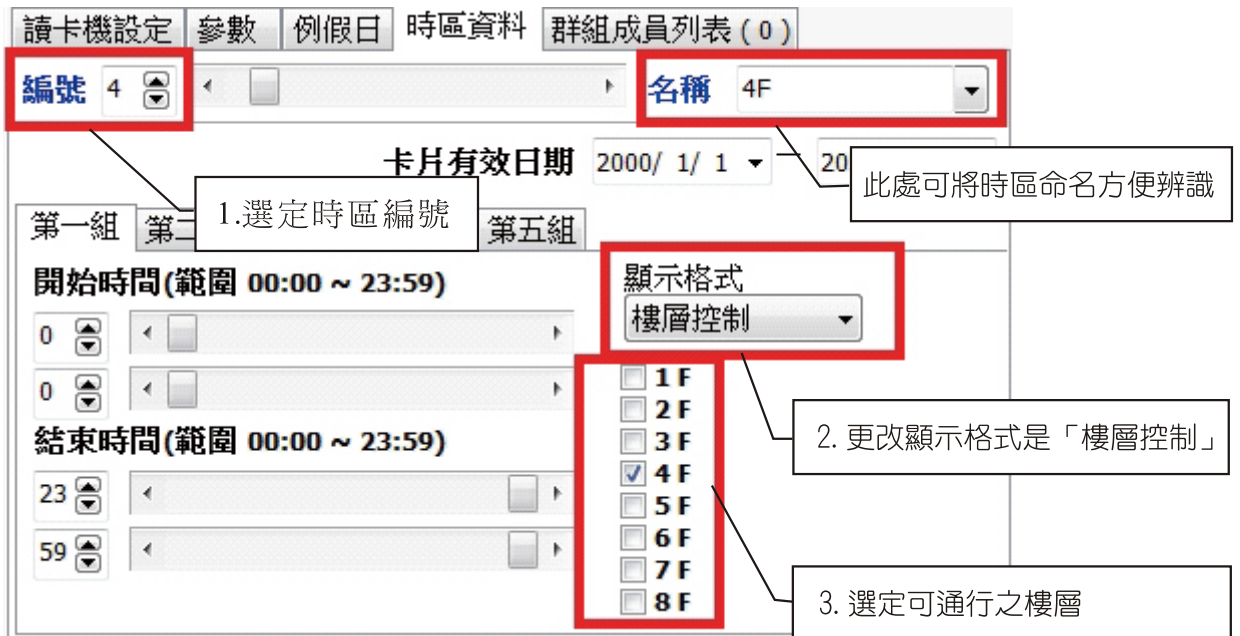 讀卡機設定 參數 例假日 時區資料 群組成員列表 ( 0 )
編號 4 名稱 4F
卡片有效日期 2000/ 1/ 1 — 20
此處可將時區命名方便辨識
1.選定時區編號
第一組 第二 第五組
開始時間(範圍 00:00 ~ 23:59)
顯示格式
0 樓層控制
0
1 F
2 F
結束時間(範圍 00:00 ~ 23:59)
3 F
2. 更改顯示格式是「樓層控制」
23
4 F
5 F
59
6 F
7 F
8 F
3. 選定可通行之樓層